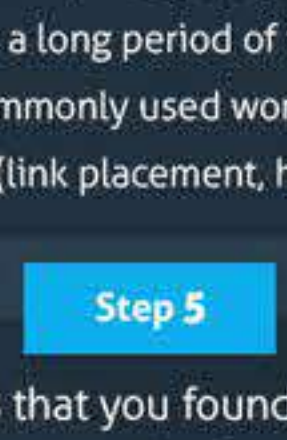 a long period of
mmonly used wor
(link placement, h
Step 5
that you found